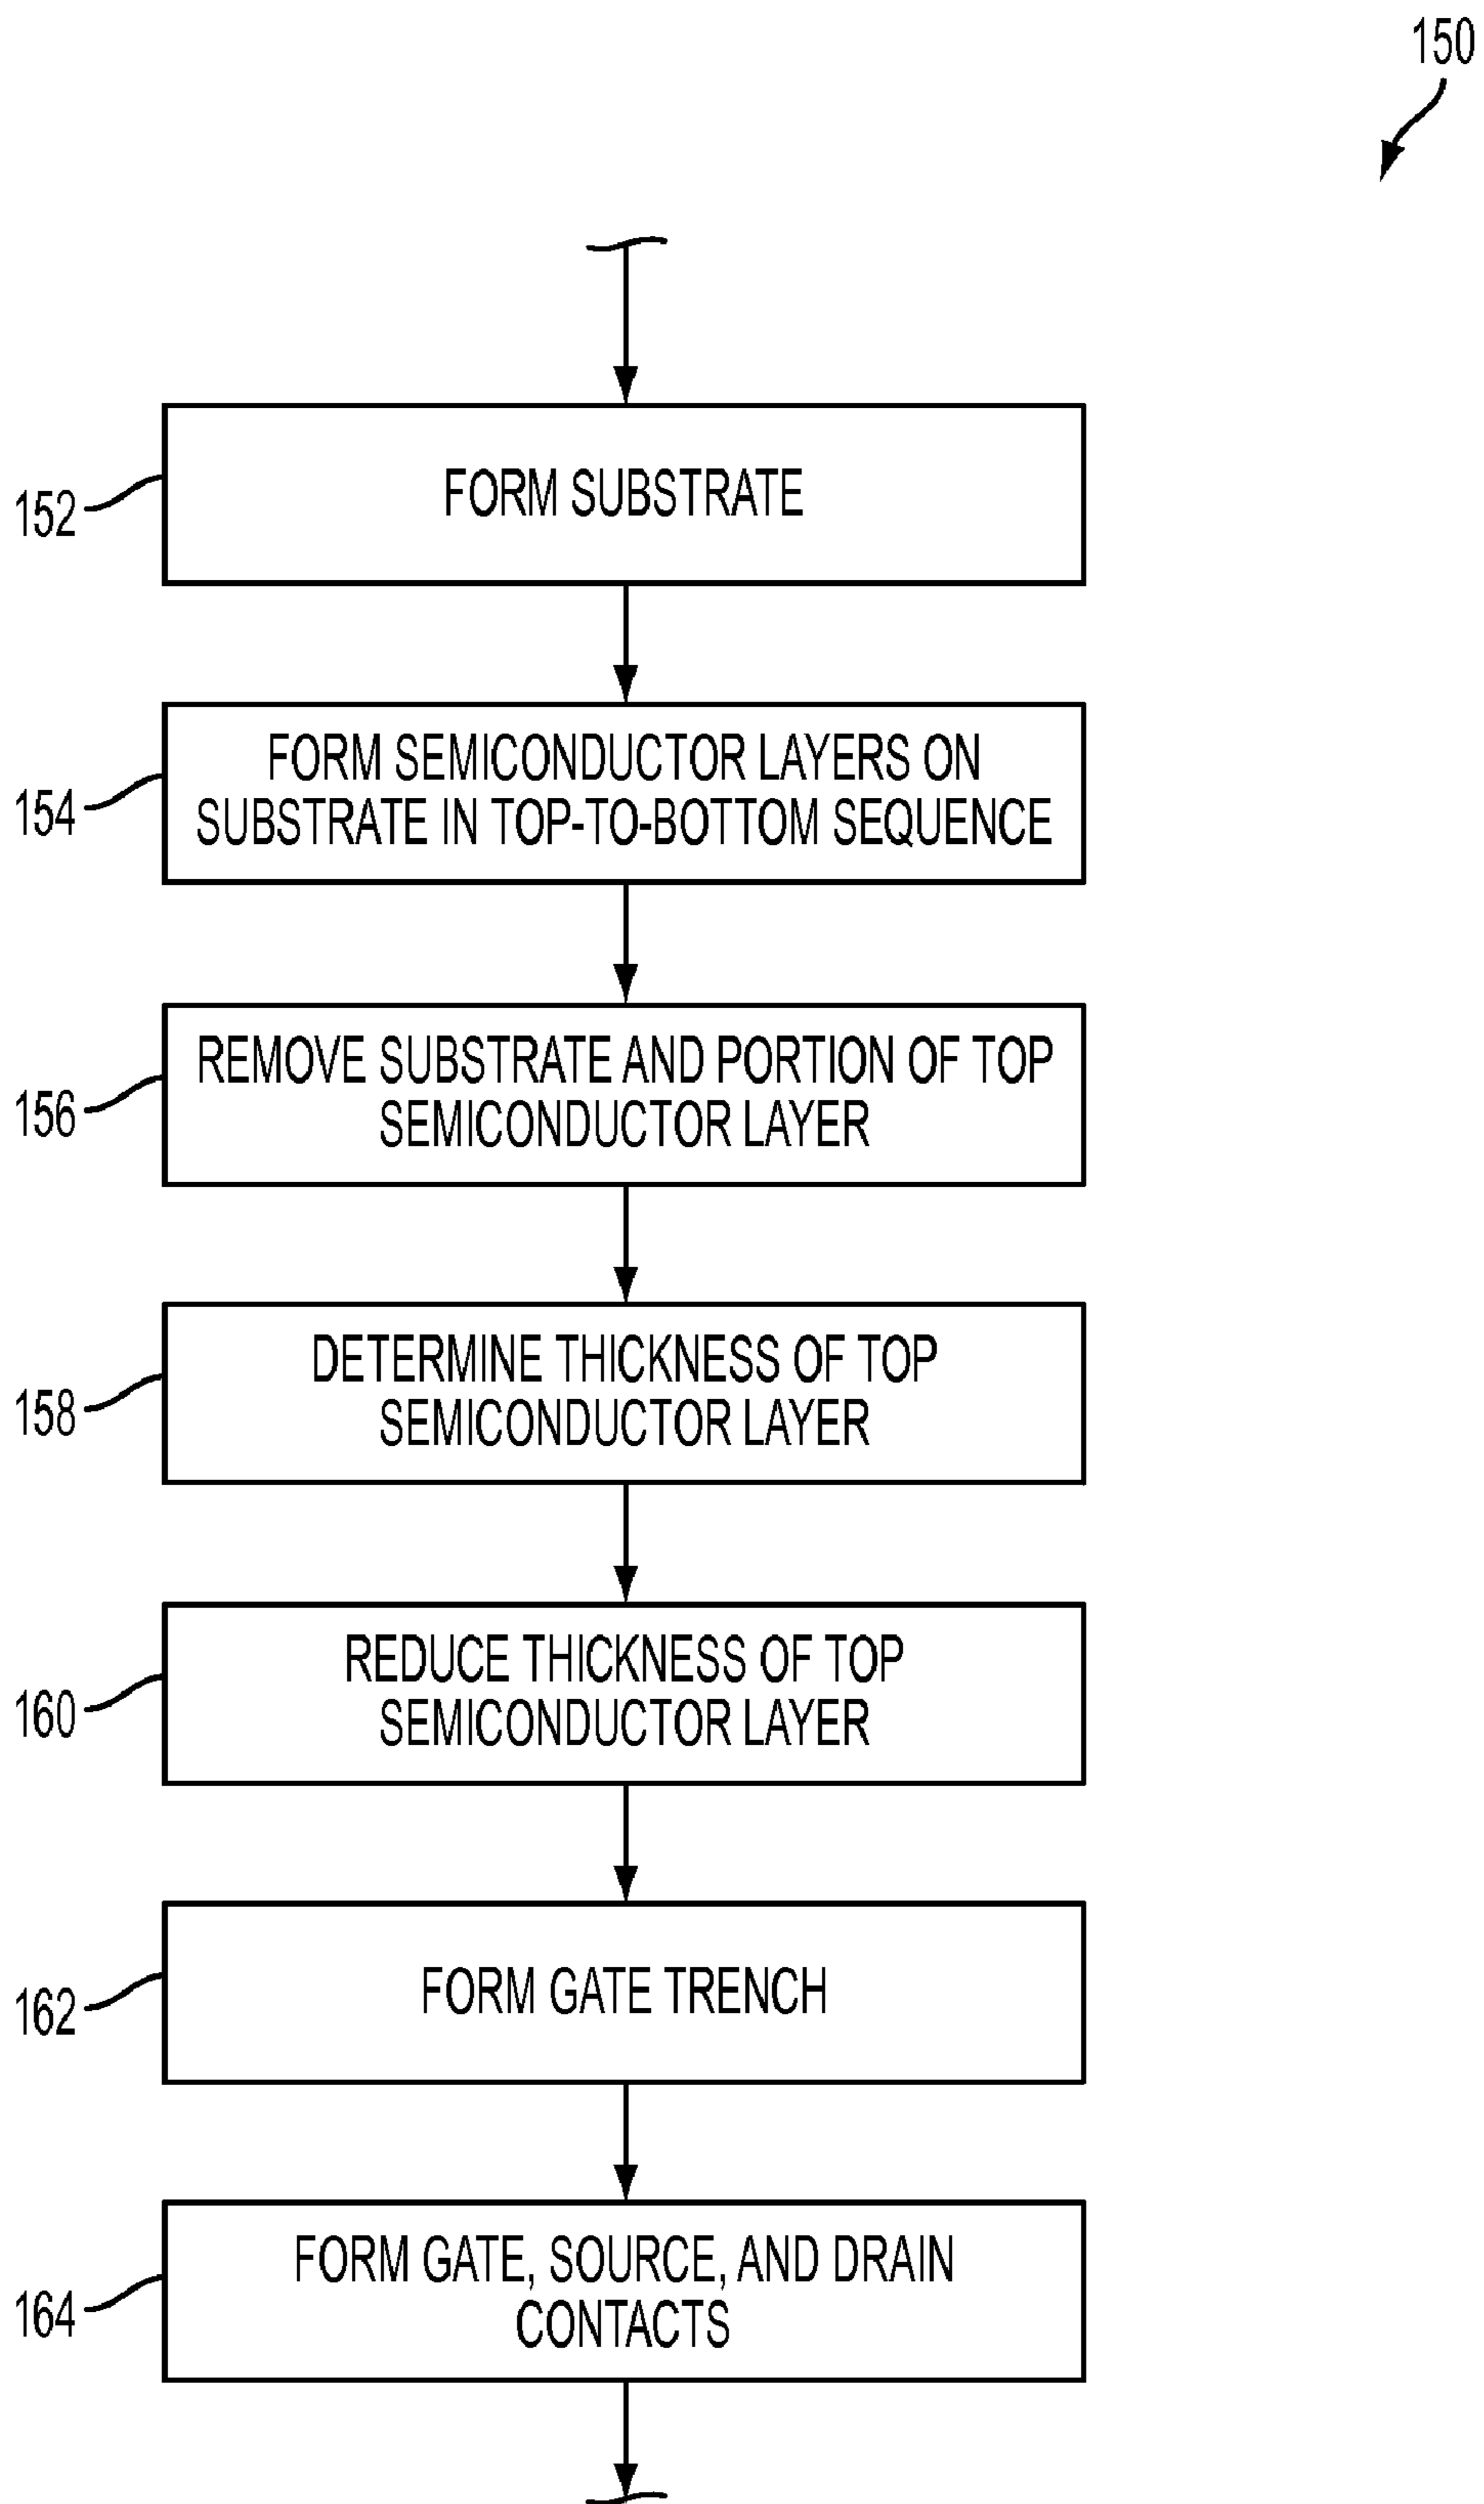 150
152
FORM SUBSTRATE
154
FORM SEMICONDUCTOR LAYERS ON
SUBSTRATE IN TOP-TO-BOTTOM SEQUENCE
156
REMOVE SUBSTRATE AND PORTION OF TOP
SEMICONDUCTOR LAYER
158
DETERMINE THICKNESS OF TOP
SEMICONDUCTOR LAYER
160
REDUCE THICKNESS OF TOP
SEMICONDUCTOR LAYER
162
FORM GATE TRENCH
164
FORM GATE, SOURCE, AND DRAIN
CONTACTS